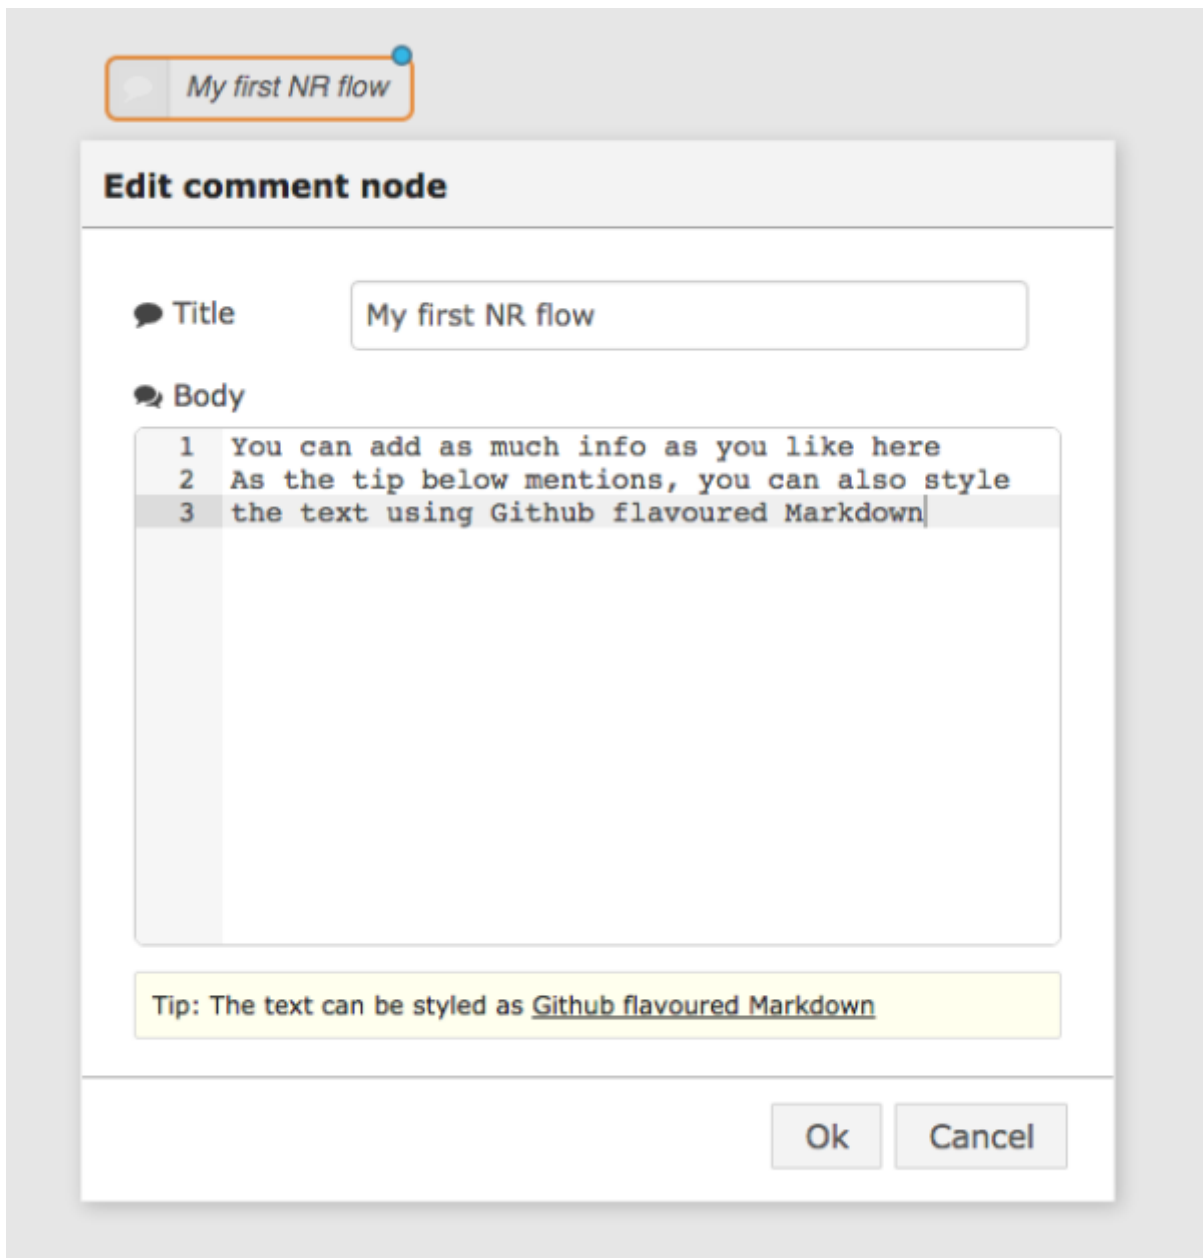 My first NR flow
Edit comment node
Title
My first NR flow
Body
1 You can add as much info as you like here
2 As the tip below mentions, you can also style
3 the text using Github flavoured Markdown
Tip: The text can be styled as Github flavoured Markdown
Ok Cancel